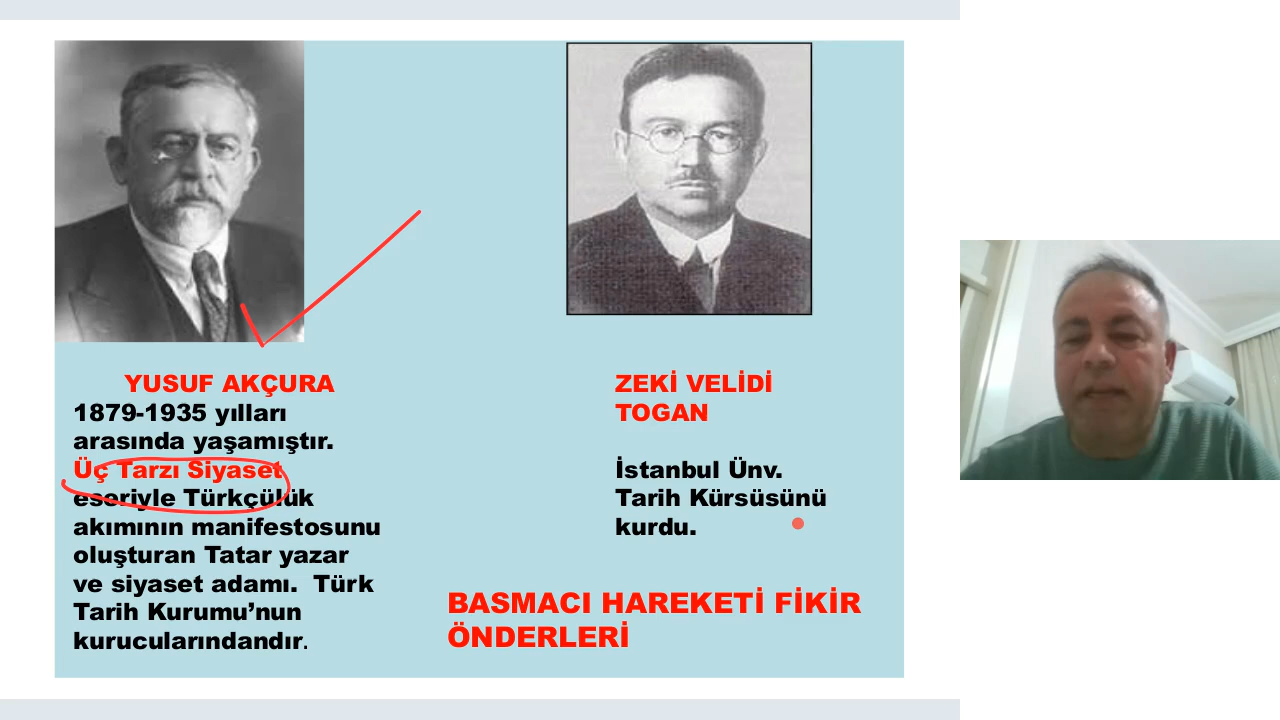 YUSUF AKÇURA
1879-1935 yılları
arasında yaşamıştır.
Üç Tarzı Siyaset
eseriyle Türkçülük
akımının manifestosunu
oluşturan Tatar yazar
ve siyaset adamı. Türk
Tarih Kurumu’nun
kurucularındandır.
ZEKİ VELİDİ
TOGAN
İstanbul Ünv.
Tarih Kürsüsünü
kurdu.
BASMACI HAREKETİ FİKİR
ÖNDERLERİ